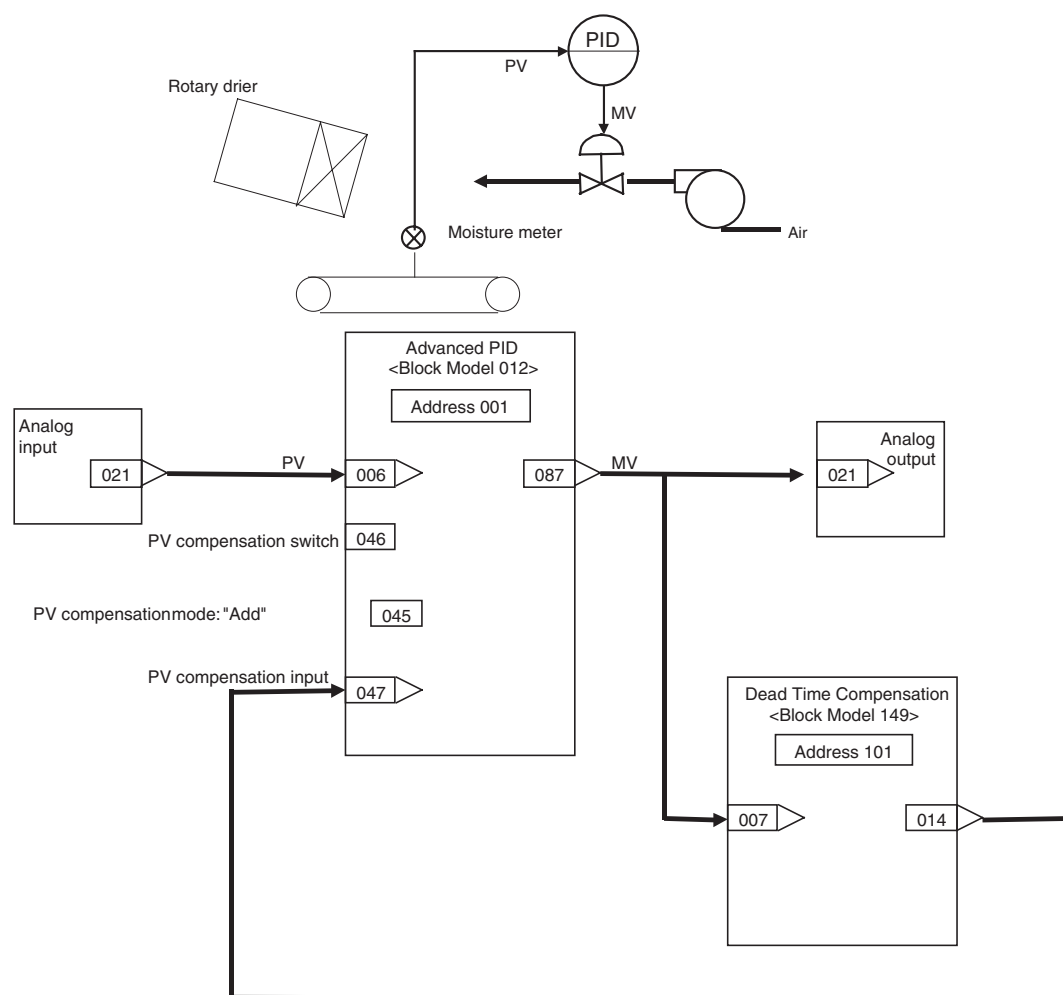 PID
PV
Rotary drier
MV
Moisture meter
Air
Advanced PID
<Block Model 012>
Address 001
Analog
input
021
PV
006
087
MV
Analog
output
021
PV compensation switch
046
PV compensationmode: "Add"
045
PV compensation input
047
Dead Time Compensation
<Block Model 149>
Address 101
007
014